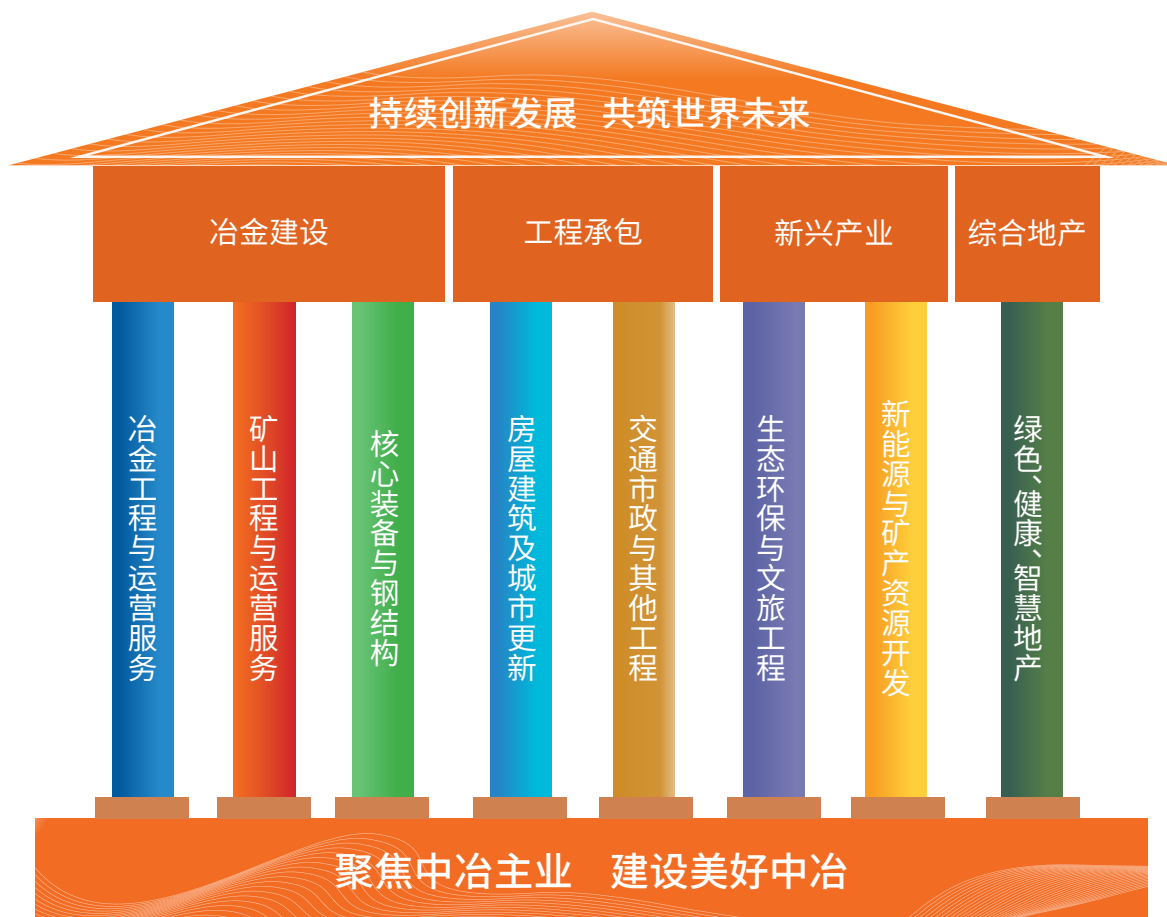 持续创新发展 共筑世界未来
冶金建设
工程承包
新兴产业
综合地产
冶金工程与运营服务
矿山工程与运营服务
核心装备与钢结构
房屋建筑及城市更新
交通市政与其他工程
生态环保与文旅工程
新能源与矿产资源开发
绿色、健康、智慧地产
聚焦中冶主业 建设美好中冶